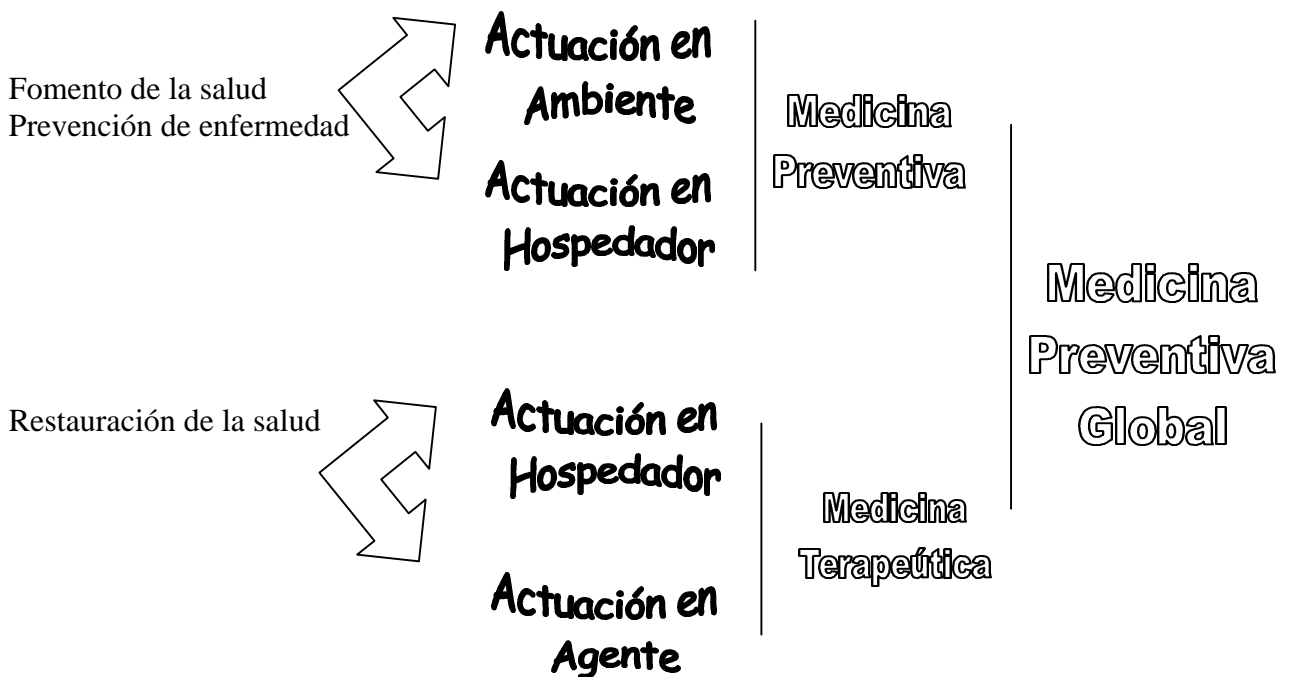 Fomento de la salud
Prevención de enfermedad
Actuación en
Ambiente
Actuación en
Hospedador
Medicina
Preventiva
Restauración de la salud
Actuación en
Hospedador
Actuación en
Agente
Medicina
Terapeútica
Medicina
Preventiva
Global